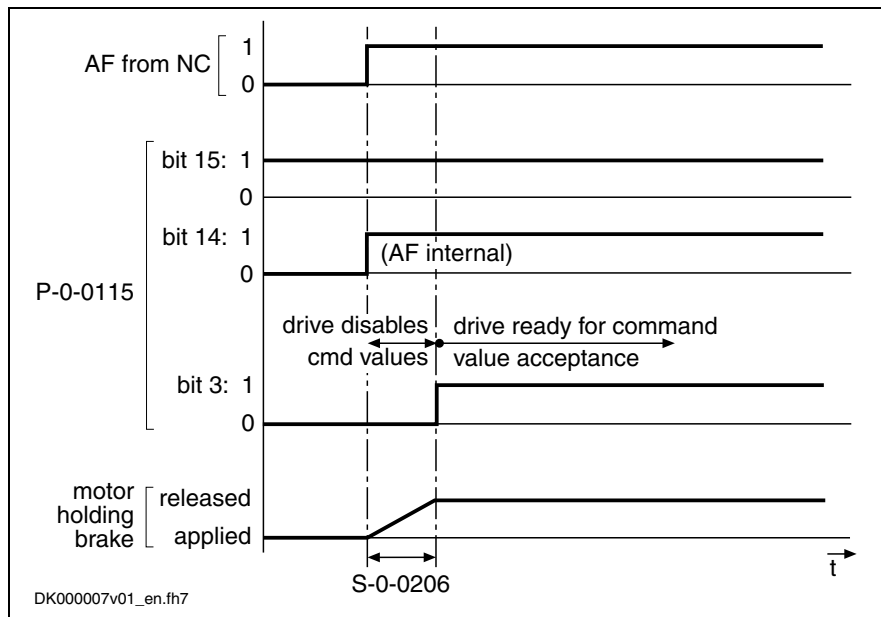 AF from NC
1
0
bit 15: 1
0
bit 14: 1
(AF internal)
0
P-0-0115
drive disables
cmd values
drive ready for command
value acceptance
bit 3: 1
0
motor
holding
brake
released
applied
t
S-0-0206
DK000007v01_en.fh7